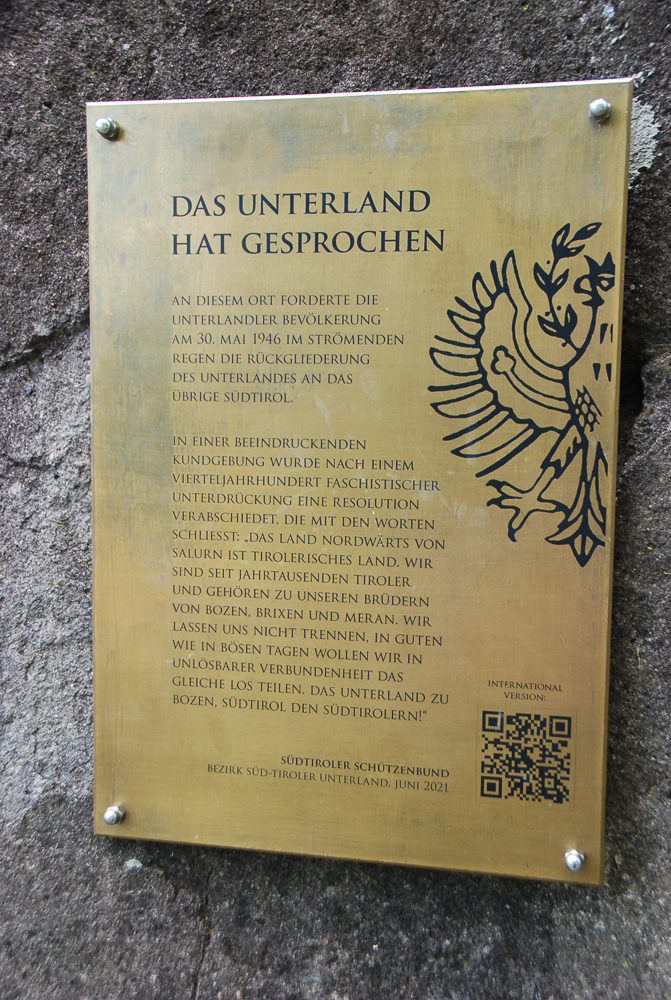 DAS UNTERLAND
HAT GESPROCHEN
AN DIESEM ORT FORDERTE DIE
UNTERLANDLER BEVÖLKERUNG
AM 30. MAI 1946 IN STRÖMENDEN
REGEN DIE RÜCKGLIEDERUNG
DES UNTERLANDES AN DAS
ÜBRIGE SÜDTIROL.
IN EINER BEEINDRUCKENDEN
KUNDGEBUNG WURDE NACH EINEM
VIERTELJAHRHUNDERT FASCHISTISCHER
UNTERDRÜCKUNG EINE RESOLUTION
VERABSCHIEDET, DIE MIT DEN WORTEN
SCHLIESST: „DAS LAND NORDWÄRTS VON
SALURN IST TIROLERISCHES LAND. WIR
SIND SEIT JAHRTAUSENDEN TIROLER
UND GEHÖREN ZU UNSEREN BRÜDERN
VON BOZEN, BRIXEN UND MERAN. WIR
LASSEN UNS NICHT TRENNEN, IN GUTEN
WIE IN BÖSEN TAGEN WOLLEN WIR IN
UNLÖSBARER VERBUNDENHEIT DAS
GLEICHE LOS TEILEN, DAS UNTERLAND ZU
BOZEN, SÜDTIROL DEN SÜDTIROLERN!“
INTERNATIONAL
VERSION:
SÜDTIROLER SCHÜTZENBUND
BEZIRK SÜD-TIROLER UNTERLAND, JUNI 2021